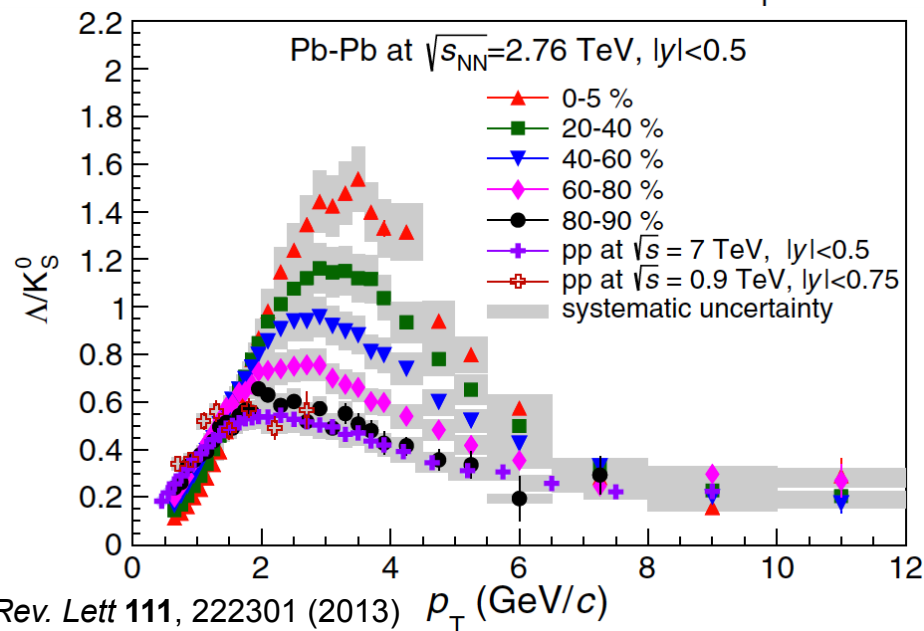 Pb-Pb at √sNN=2.76 TeV, |y|<0.5
0-5 %
20-40 %
40-60 %
60-80 %
80-90 %
pp at √s = 7 TeV, |y|<0.5
pp at √s = 0.9 TeV, |y|<0.75
systematic uncertainty
Λ/K0S
2.2
2
1.8
1.6
1.4
1.2
1
0.8
0.6
0.4
0.2
0
0 2 4 6 8 10 12
pT (GeV/c)
Rev. Lett 111, 222301 (2013)